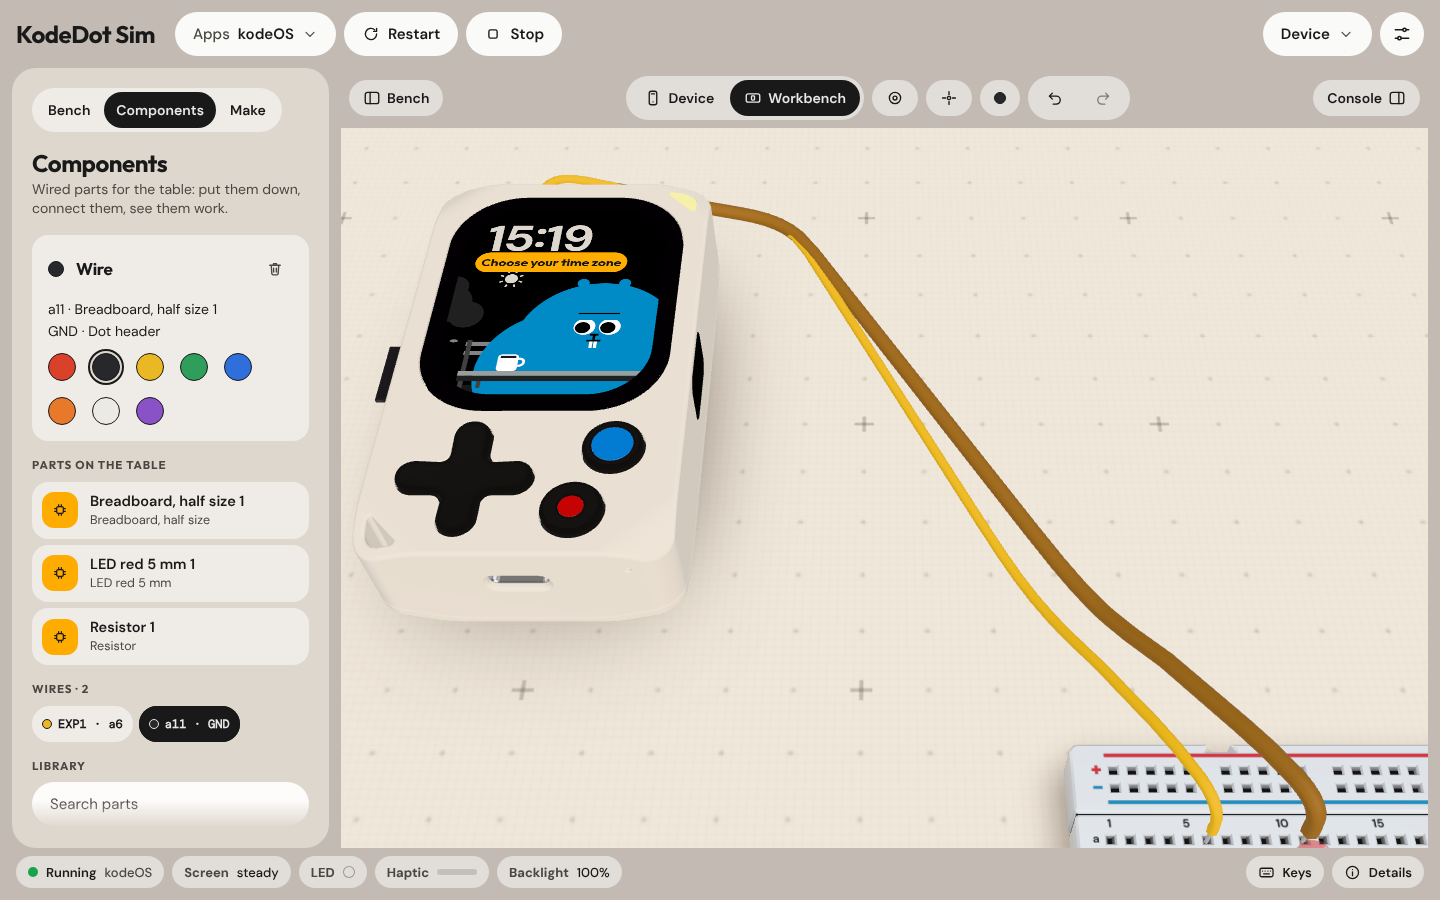 KodeDot Sim
Apps kodeOS
Restart
Stop
Device
Bench
Components
Make
Components
Wired parts for the table: put them down,
connect them, see them work.
Wire
a11 · Breadboard, half size 1
GND · Dot header
PARTS ON THE TABLE
Breadboard, half size 1
Breadboard, half size
LED red 5 mm 1
LED red 5 mm
Resistor 1
Resistor
WIRES · 2
EXP1 · a6
a11 · GND
LIBRARY
Search parts
Bench
Device
Workbench
Console
15:19
Choose your time zone
+
−
1 5 10 15
a
Running kodeOS
Screen steady
LED
Haptic
Backlight 100%
Keys
Details